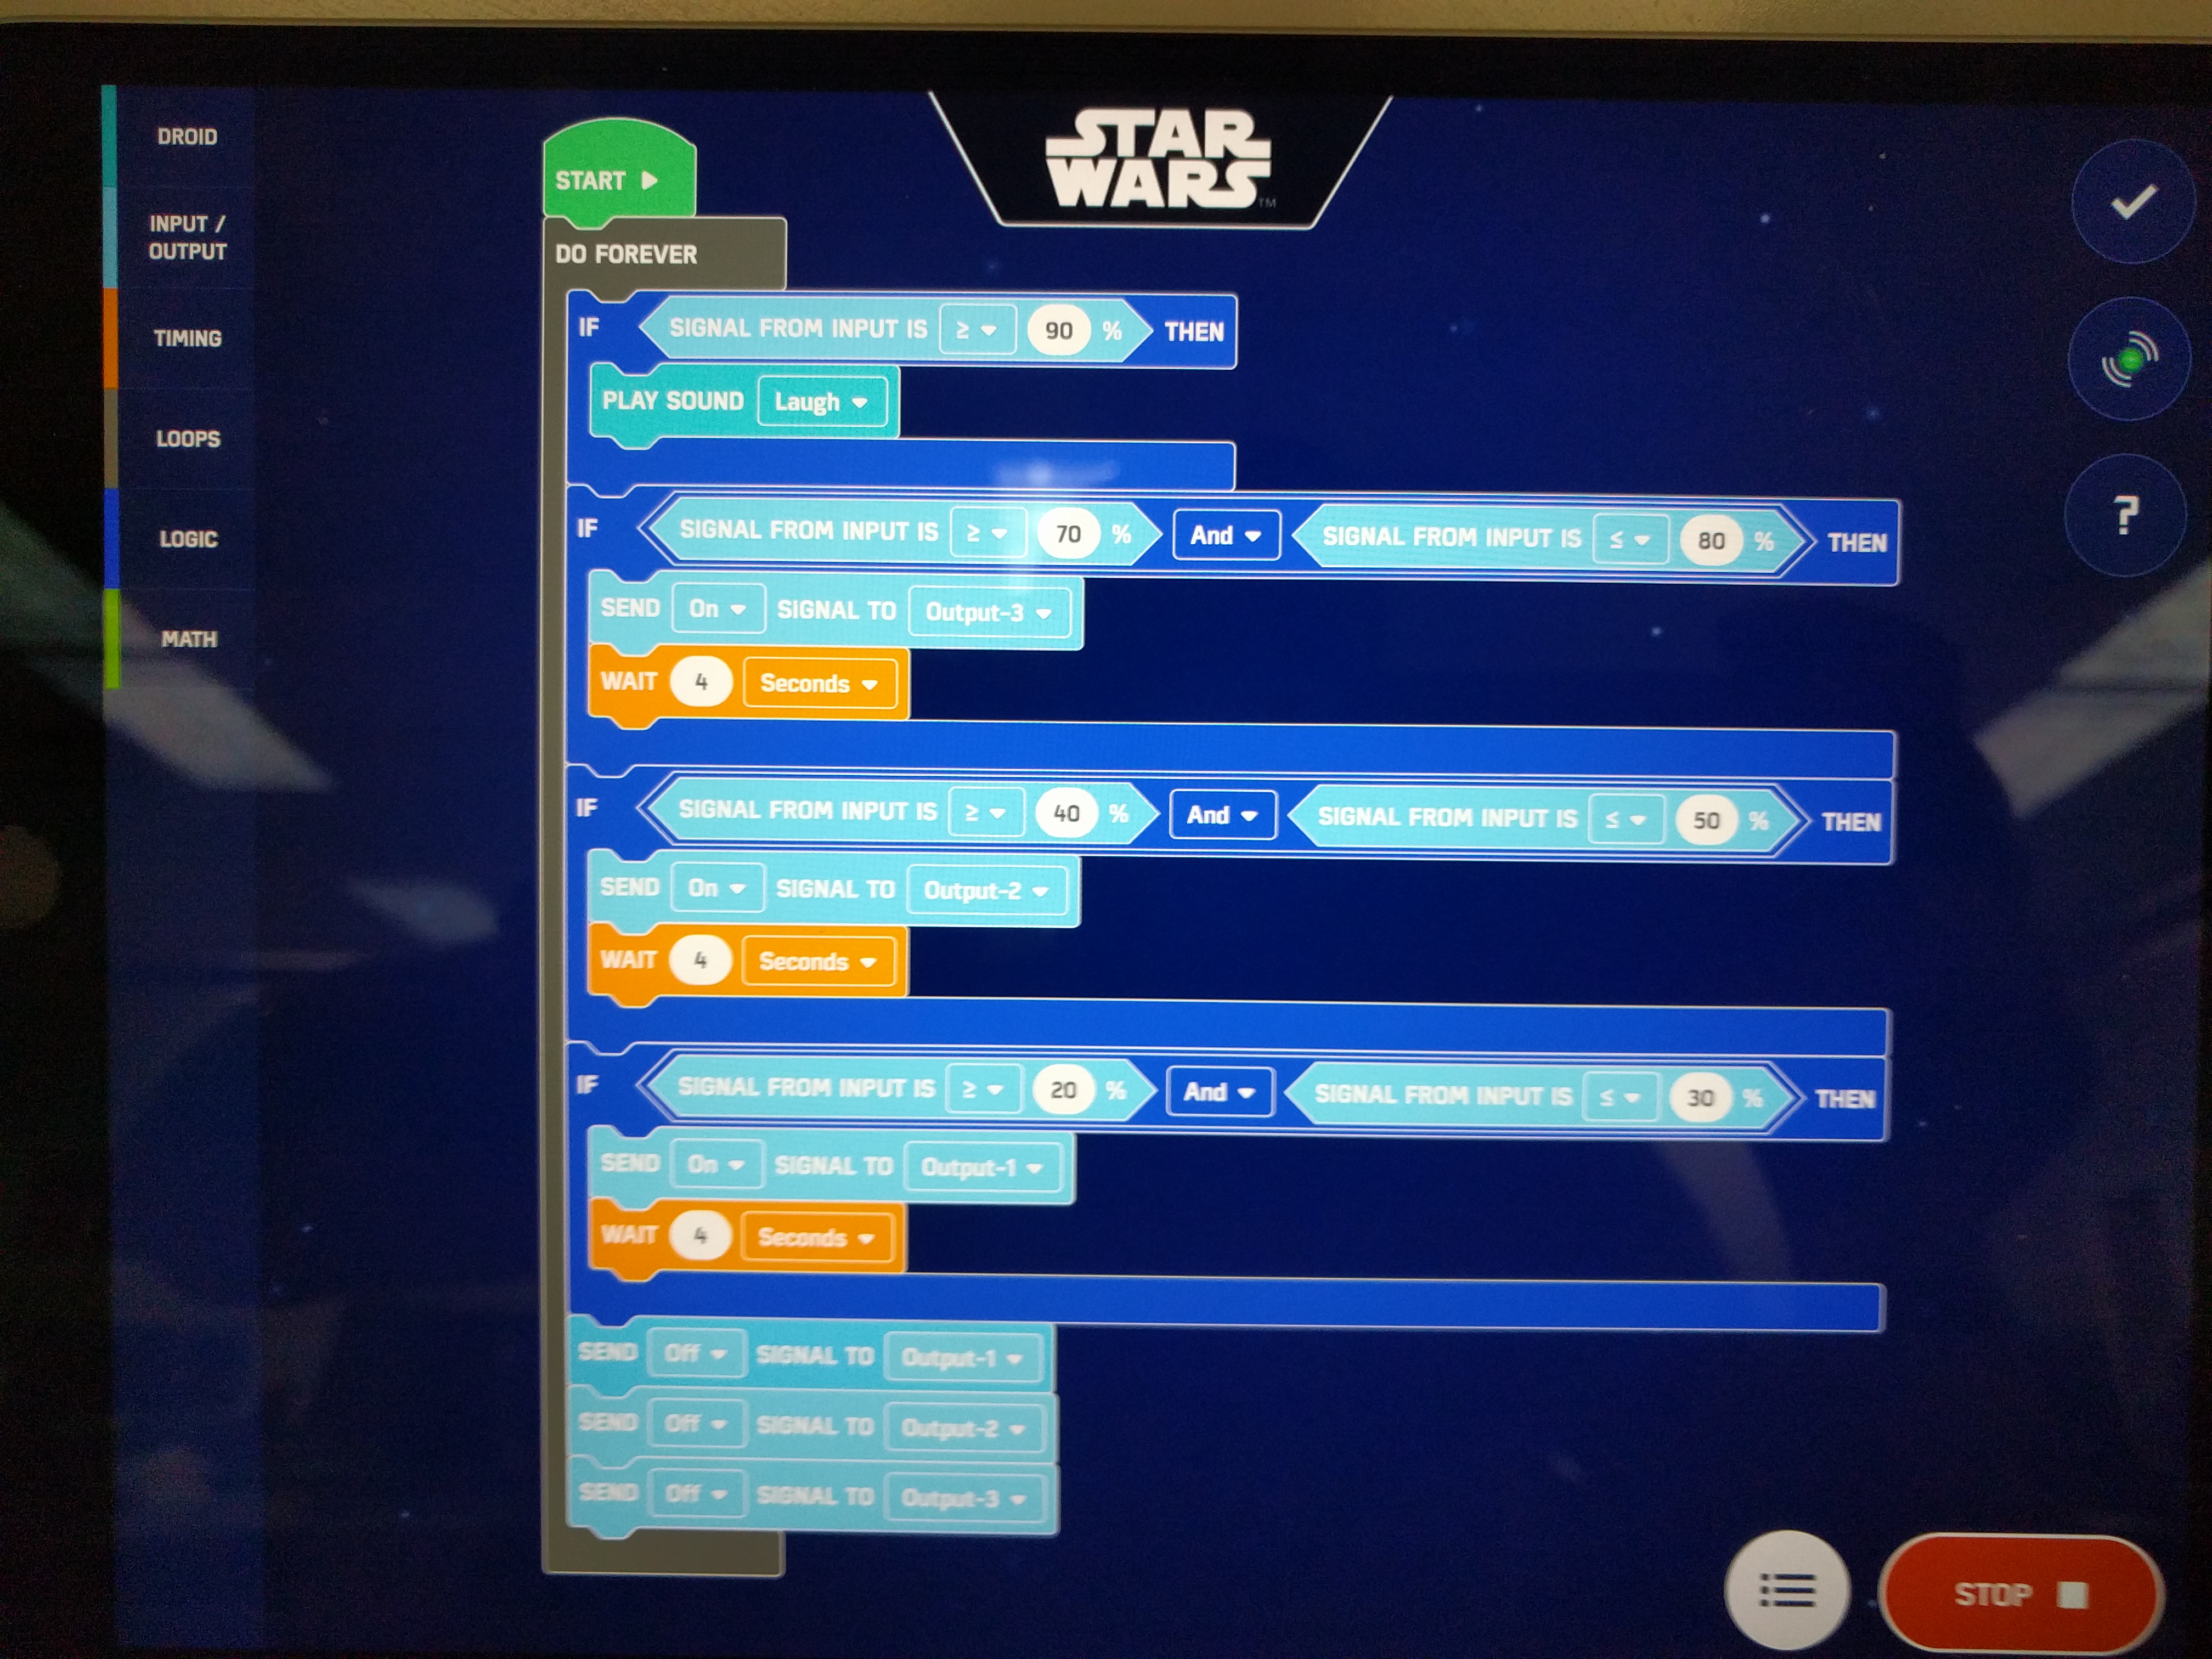 STAR
WARS™
DROID
INPUT /
OUTPUT
TIMING
LOOPS
LOGIC
MATH
START
DO FOREVER
IF SIGNAL FROM INPUT IS ≥ 90 % THEN
PLAY SOUND Laugh
IF SIGNAL FROM INPUT IS ≥ 70 % And SIGNAL FROM INPUT IS ≤ 80 % THEN
SEND On SIGNAL TO Output-3
WAIT 4 Seconds
IF SIGNAL FROM INPUT IS ≥ 40 % And SIGNAL FROM INPUT IS ≤ 50 % THEN
SEND On SIGNAL TO Output-2
WAIT 4 Seconds
IF SIGNAL FROM INPUT IS ≥ 20 % And SIGNAL FROM INPUT IS ≤ 30 % THEN
SEND On SIGNAL TO Output-1
WAIT 4 Seconds
SEND Off SIGNAL TO Output-1
SEND Off SIGNAL TO Output-2
SEND Off SIGNAL TO Output-3
?
STOP